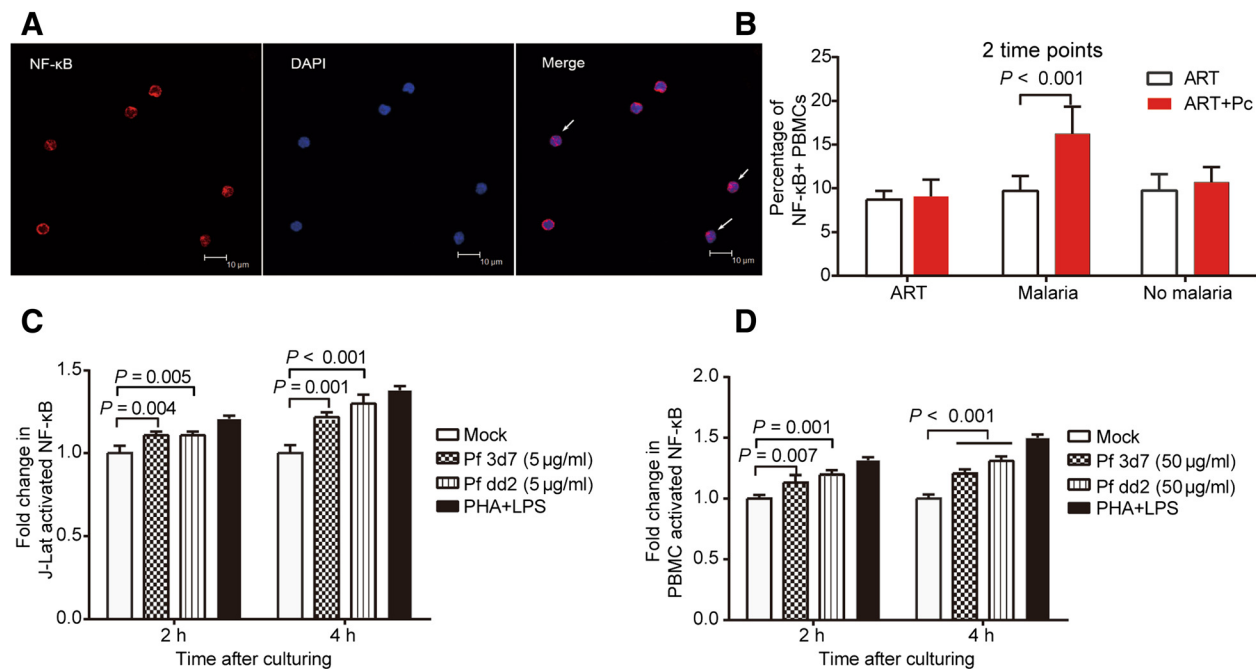 A
NF-κB
DAPI
Merge
10 μm
10 μm
10 μm
B
2 time points
P < 0.001
ART
ART+Pc
Percentage of
NF-κB+ PBMCs
25
20
15
10
5
0
ART
Malaria
No malaria
C
Fold change in
J-Lat activated NF-κB
1.5
1.0
0.5
0.0
P = 0.005
P = 0.004
P < 0.001
P = 0.001
2 h
4 h
Time after culturing
Mock
Pf 3d7 (5 μg/ml)
Pf dd2 (5 μg/ml)
PHA+LPS
D
Fold change in
PBMC activated NF-κB
2.0
1.5
1.0
0.5
0.0
P = 0.001
P = 0.007
P < 0.001
2 h
4 h
Time after culturing
Mock
Pf 3d7 (50 μg/ml)
Pf dd2 (50 μg/ml)
PHA+LPS